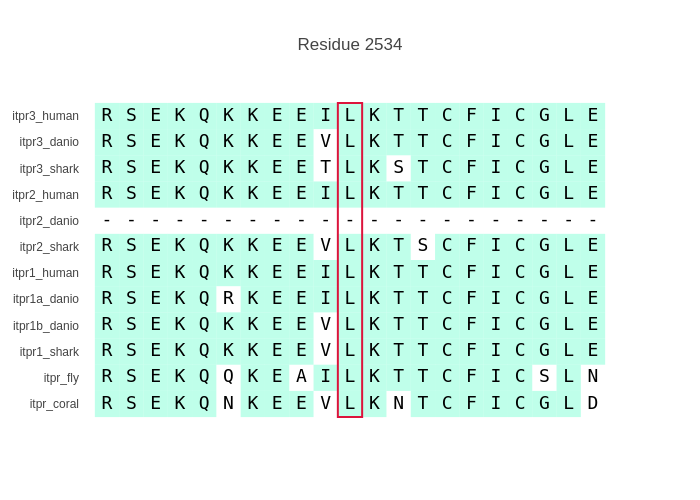 Residue 2534
itpr3_human R S E K Q K K E E I L K T T C F I C G L E
itpr3_danio R S E K Q K K E E V L K T T C F I C G L E
itpr3_shark R S E K Q K K E E T L K S T C F I C G L E
itpr2_human R S E K Q K K E E I L K T T C F I C G L E
itpr2_danio - - - - - - - - - - - - - - - - - - - - -
itpr2_shark R S E K Q K K E E V L K T S C F I C G L E
itpr1_human R S E K Q K K E E I L K T T C F I C G L E
itpr1a_danio R S E K Q R K E E I L K T T C F I C G L E
itpr1b_danio R S E K Q K K E E V L K T T C F I C G L E
itpr1_shark R S E K Q K K E E V L K T T C F I C G L E
itpr_fly R S E K Q Q K E A I L K T T C F I C S L N
itpr_coral R S E K Q N K E E V L K N T C F I C G L D